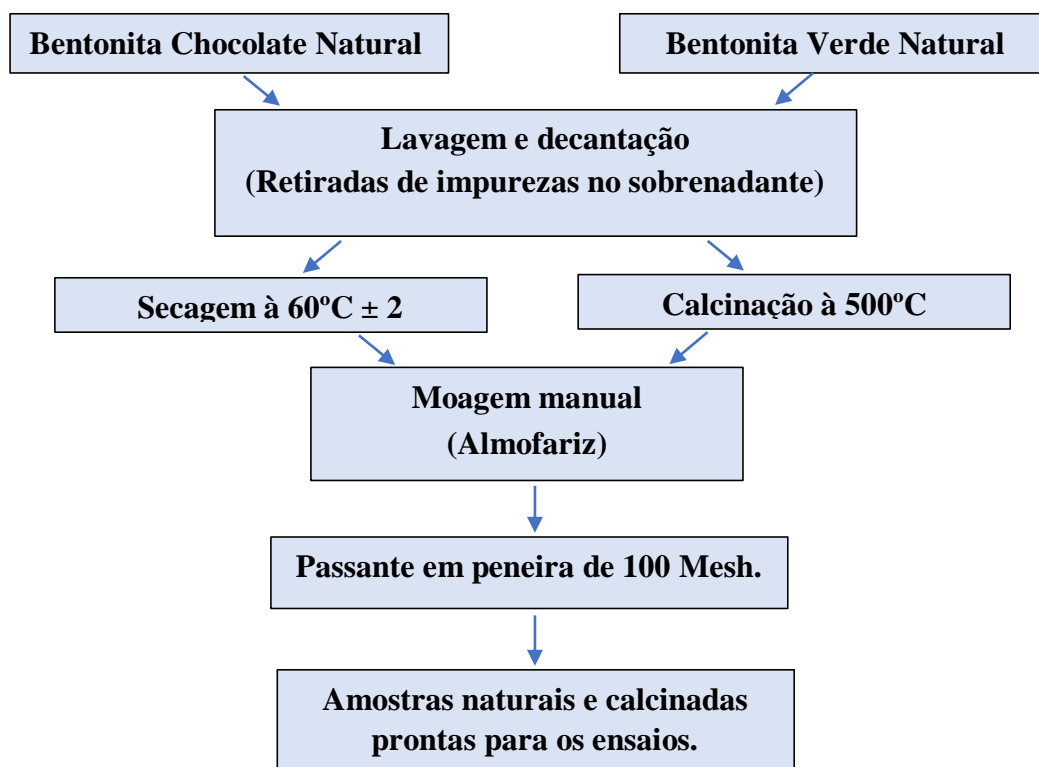 Bentonita Chocolate Natural
Bentonita Verde Natural
Lavagem e decantação
(Retiradas de impurezas no sobrenadante)
Secagem à 60ºC ± 2
Calcinação à 500ºC
Moagem manual
(Almofariz)
Passante em peneira de 100 Mesh.
Amostras naturais e calcinadas
prontas para os ensaios.